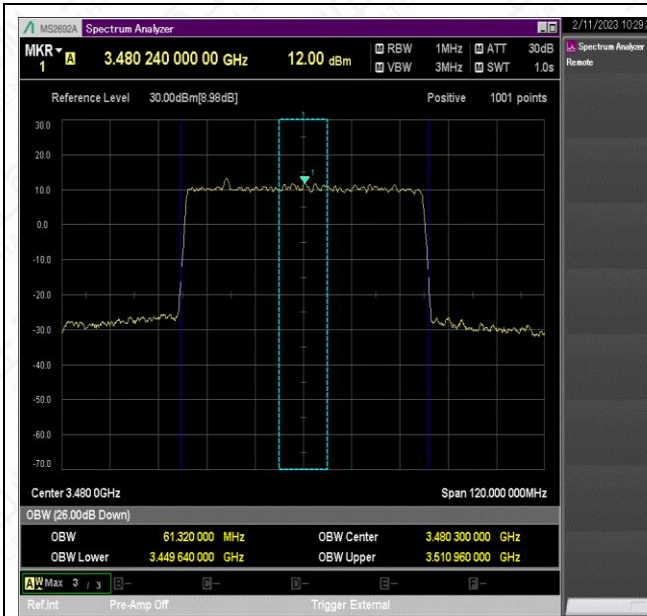 MS2692A Spectrum Analyzer
2/11/2023 10:29:
MKR 1 A 3.480 240 000 00 GHz 12.00 dBm
M RBW 1MHz M ATT 30dB
M VBW 3MHz M SWT 1.0s
Spectrum Analyzer
Remote
Reference Level 30.00dBm[8.98dB] Positive 1001 points
30.0
20.0
10.0
0.0
-10.0
-20.0
-30.0
-40.0
-50.0
-60.0
-70.0
1
1
Center 3.480 0GHz Span 120.000 000MHz
OBW (26.00dB Down)
OBW 61.320 000 MHz OBW Center 3.480 300 000 GHz
OBW Lower 3.449 640 000 GHz OBW Upper 3.510 960 000 GHz
A W Max 3 / 3 B- C- D- E- F-
Ref.Int Pre-Amp Off Trigger External